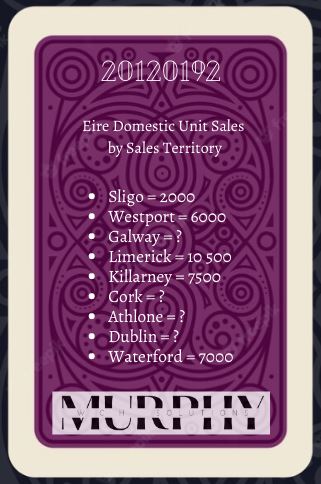 20120192
Eire Domestic Unit Sales
by Sales Territory
• Sligo = 2000
• Westport = 6000
• Galway = ?
• Limerick = 10 500
• Killarney = 7500
• Cork = ?
• Athlone = ?
• Dublin = ?
• Waterford = 7000
MURPHY
SOLUTIONS